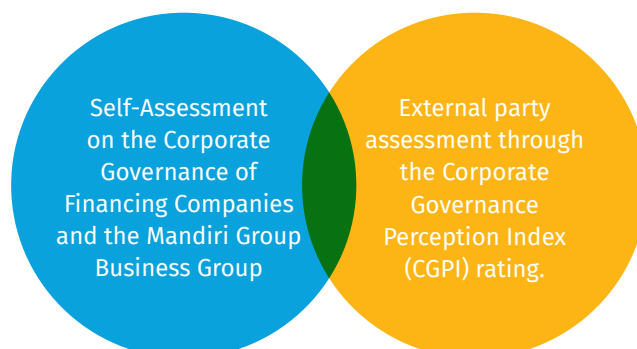 Self-Assessment
on the Corporate
Governance of
Financing Companies
and the Mandiri Group
Business Group
External party
assessment through
the Corporate
Governance
Perception Index
(CGPI) rating.